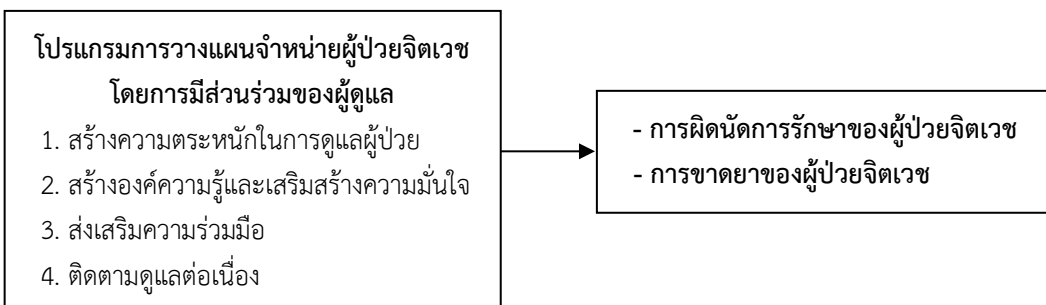 โปรแกรมการวางแผนจำหน่ายผู้ป่วยจิตเวช
โดยการมีส่วนร่วมของผู้ดูแล
1. สร้างความตระหนักในการดูแลผู้ป่วย
2. สร้างองค์ความรู้และเสริมสร้างความมั่นใจ
3. ส่งเสริมความร่วมมือ
4. ติดตามดูแลต่อเนื่อง
- การผิดนัดการรักษาของผู้ป่วยจิตเวช
- การขาดยาของผู้ป่วยจิตเวช